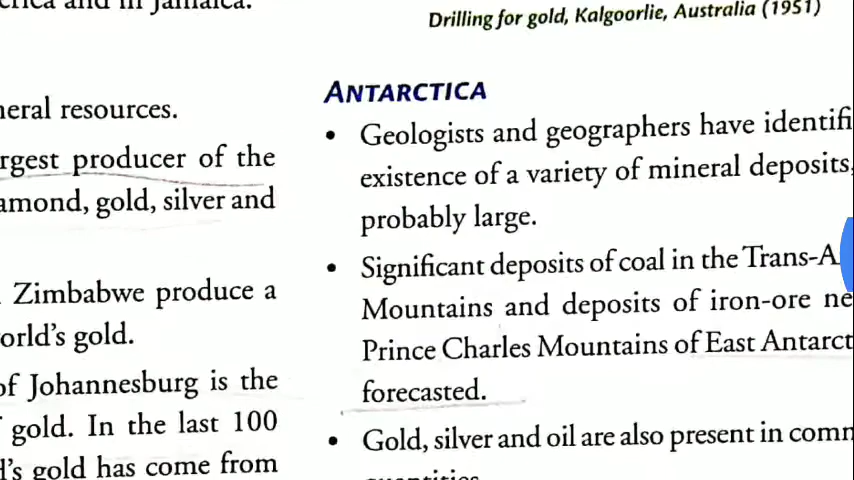 in Jamaica.
neral resources.
rgest producer of the
amond, gold, silver and
Zimbabwe produce a
orld's gold.
of Johannesburg is the
gold. In the last 100
d's gold has come from
Drilling for gold, Kalgoorlie, Australia (1951)
ANTARCTICA
• Geologists and geographers have identifi
existence of a variety of mineral deposits,
probably large.
• Significant deposits of coal in the Trans-A
Mountains and deposits of iron-ore ne
Prince Charles Mountains of East Antarct
forecasted.
• Gold, silver and oil are also present in comm
quantities